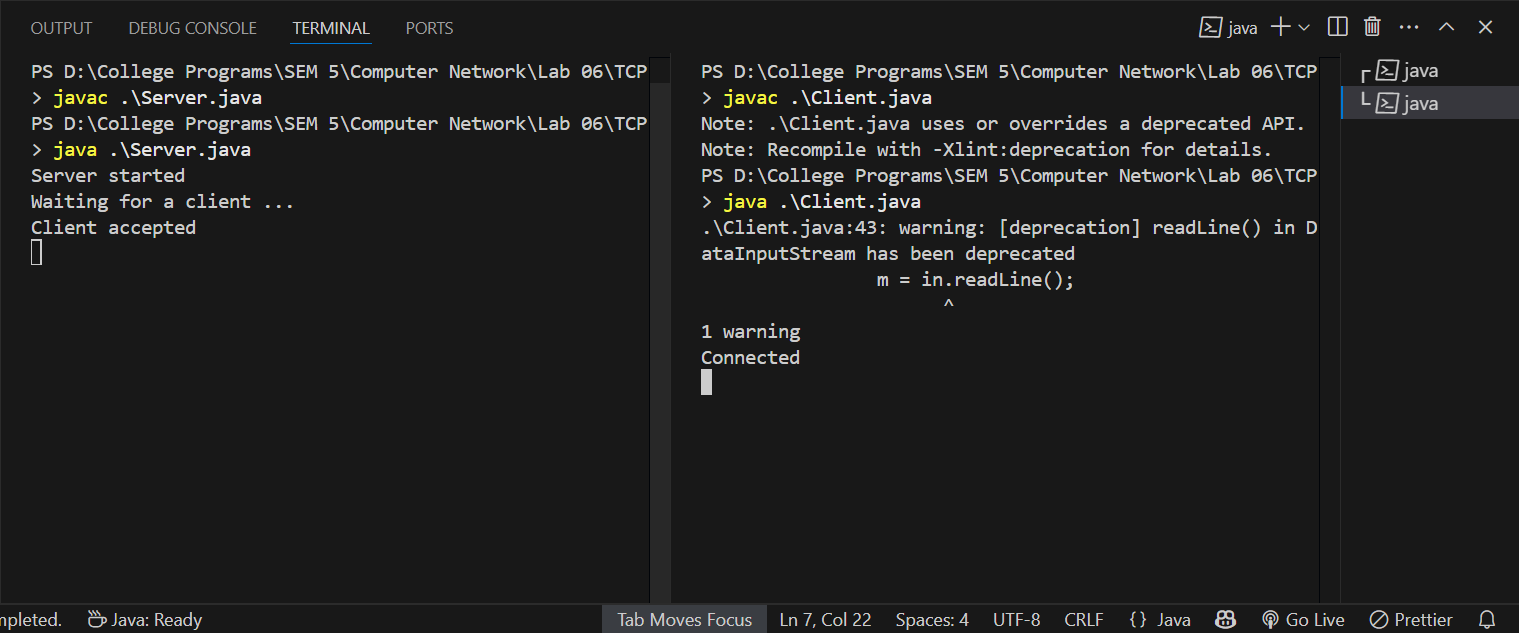 OUTPUT DEBUG CONSOLE TERMINAL PORTS java
PS D:\College Programs\SEM 5\Computer Network\Lab 06\TCP
> javac .\Server.java
PS D:\College Programs\SEM 5\Computer Network\Lab 06\TCP
> java .\Server.java
Server started
Waiting for a client ...
Client accepted
PS D:\College Programs\SEM 5\Computer Network\Lab 06\TCP
> javac .\Client.java
Note: .\Client.java uses or overrides a deprecated API.
Note: Recompile with -Xlint:deprecation for details.
PS D:\College Programs\SEM 5\Computer Network\Lab 06\TCP
> java .\Client.java
.\Client.java:43: warning: [deprecation] readLine() in D
ataInputStream has been deprecated
m = in.readLine();
^
1 warning
Connected
java
java
mpleted. Java: Ready Tab Moves Focus Ln 7, Col 22 Spaces: 4 UTF-8 CRLF {} Java Go Live Prettier